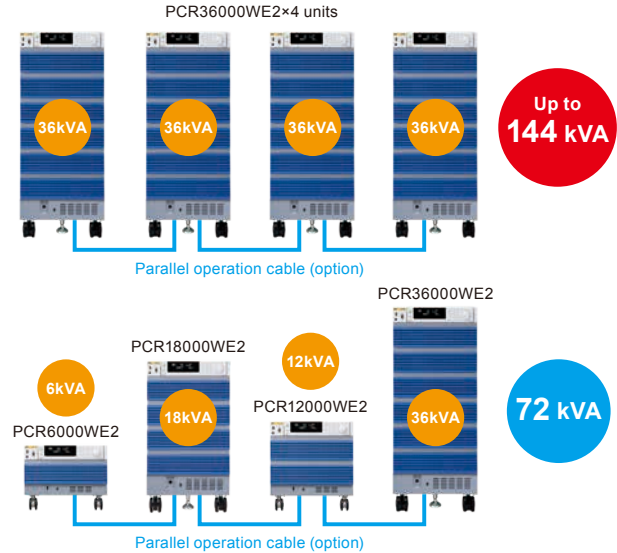 PCR36000WE2×4 units
36kVA
36kVA
36kVA
36kVA
Up to
144 kVA
Parallel operation cable (option)
PCR36000WE2
PCR18000WE2
12kVA
6kVA
PCR12000WE2
18kVA
36kVA
72 kVA
PCR6000WE2
Parallel operation cable (option)